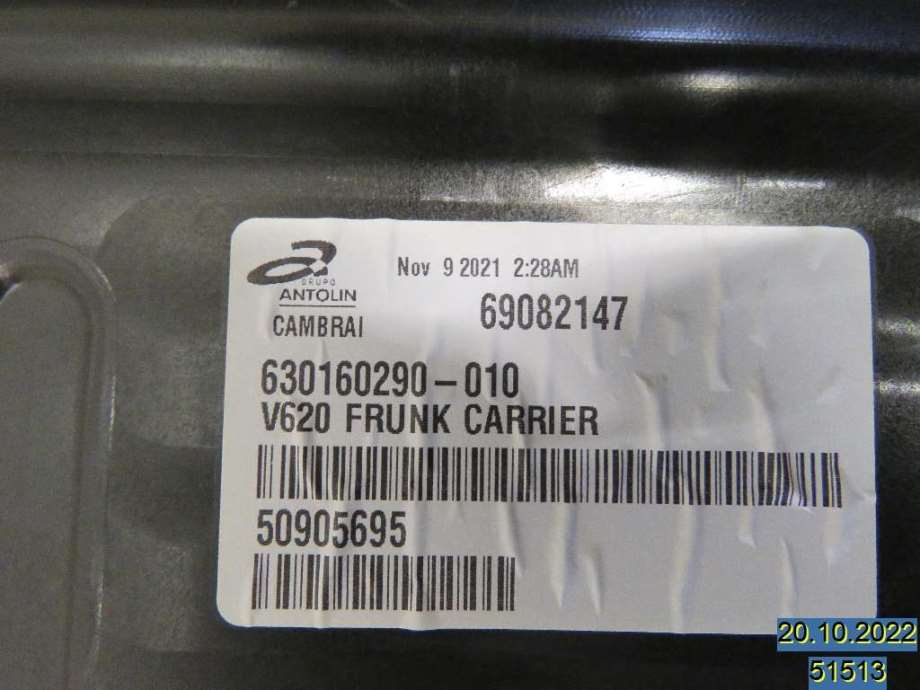 Nov 9 2021 2:28AM
GRUPO
ANTOLIN
CAMBRAI
69082147
630160290-010
V620 FRUNK CARRIER
50905695
20.10.2022
51513